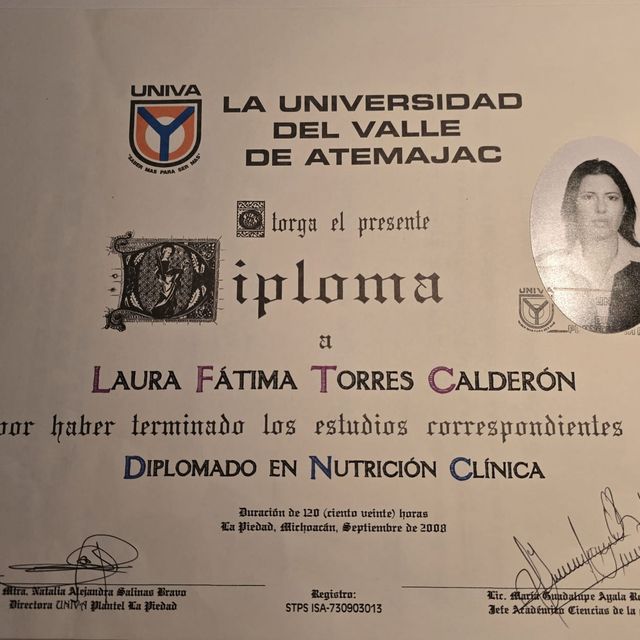 UNIVA
"SABER MAS PARA SER MAS"
LA UNIVERSIDAD
DEL VALLE
DE ATEMAJAC
Otorga el presente
Diploma
a
LAURA FÁTIMA TORRES CALDERÓN
por haber terminado los estudios correspondientes
DIPLOMADO EN NUTRICIÓN CLÍNICA
Duración de 120 (ciento veinte) horas
La Piedad, Michoacán, Septiembre de 2008
UNIVA
Mtra. Natalia Alejandra Salinas Bravo
Directora UNIVA Plantel La Piedad
Registro:
STPS ISA-730903013
Lic. María Guadalupe Ayala
Jefe Académico Ciencias de la